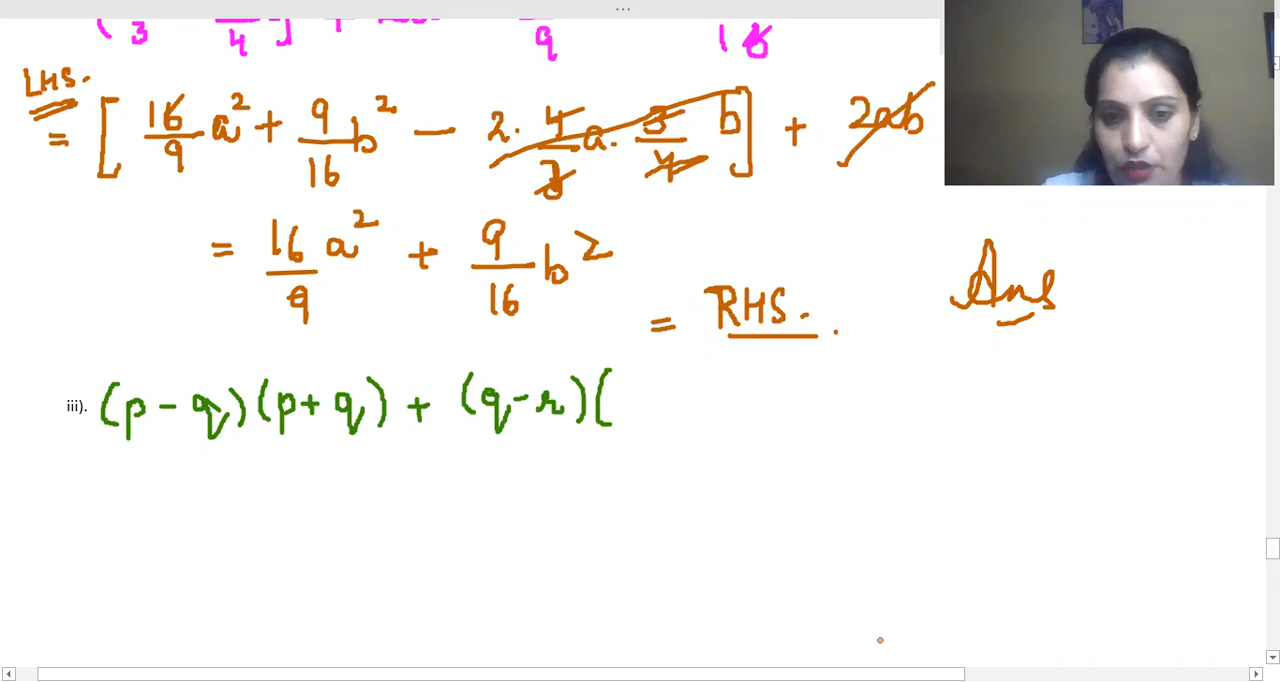 = [ 16/9 a² + 9/16 b² - 2. 4/3 a. 3/4 b ] + 2ab
LHS.
= 16/9 a² + 9/16 b²
= RHS.
Ans
iii). (p - q)(p + q) + (q - r)(